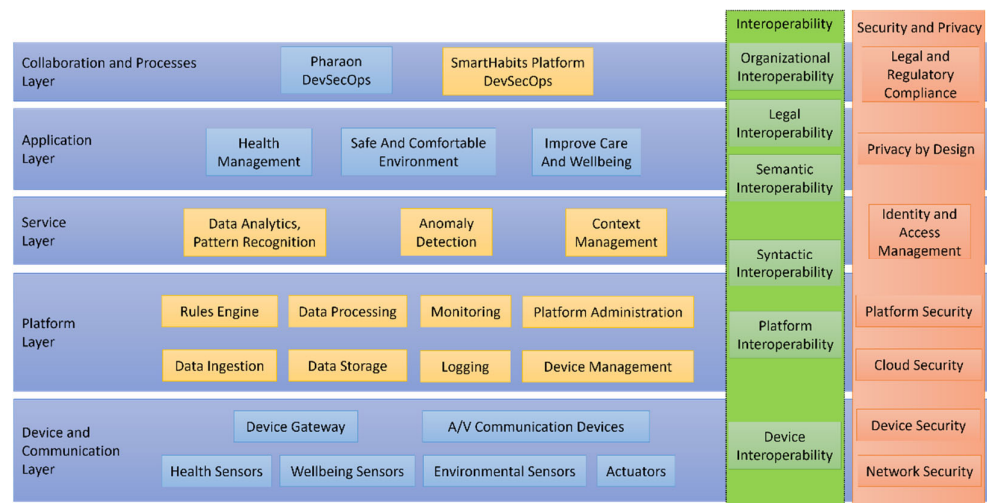 Interoperability
Security and Privacy
Collaboration and Processes
Layer
Pharaon
DevSecOps
SmartHabits Platform
DevSecOps
Organizational
Interoperability
Legal and
Regulatory
Compliance
Application
Layer
Health
Management
Safe And Comfortable
Environment
Improve Care
And Wellbeing
Legal
Interoperability
Semantic
Interoperability
Privacy by Design
Service
Layer
Data Analytics,
Pattern Recognition
Anomaly
Detection
Context
Management
Syntactic
Interoperability
Identity and
Access
Management
Platform
Layer
Rules Engine
Data Processing
Monitoring
Platform Administration
Data Ingestion
Data Storage
Logging
Device Management
Platform
Interoperability
Platform Security
Cloud Security
Device and
Communication
Layer
Device Gateway
A/V Communication Devices
Health Sensors
Wellbeing Sensors
Environmental Sensors
Actuators
Device
Interoperability
Device Security
Network Security